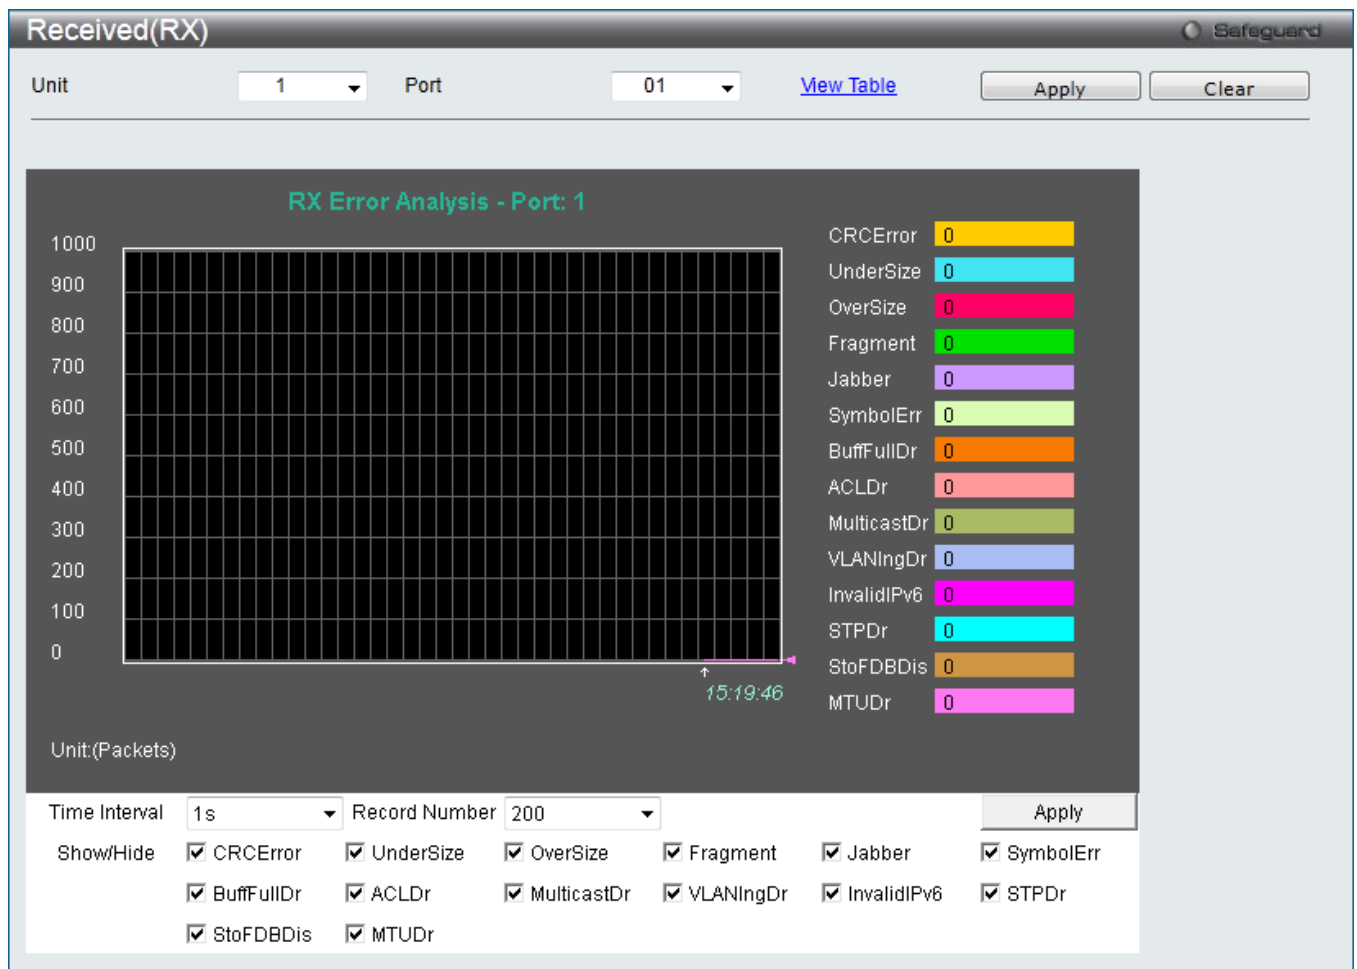 Received(RX) Safeguard
Unit 1 Port 01 View Table Apply Clear
RX Error Analysis - Port: 1
1000
900
800
700
600
500
400
300
200
100
0
15:19:46
Unit:(Packets)
CRCError 0
UnderSize 0
OverSize 0
Fragment 0
Jabber 0
SymbolErr 0
BuffFullDr 0
ACLDr 0
MulticastDr 0
VLANIngDr 0
InvalidIPv6 0
STPDr 0
StoFDBDis 0
MTUDr 0
Time Interval 1s Record Number 200 Apply
Show/Hide CRCError UnderSize OverSize Fragment Jabber SymbolErr
BuffFullDr ACLDr MulticastDr VLANIngDr InvalidIPv6 STPDr
StoFDBDis MTUDr